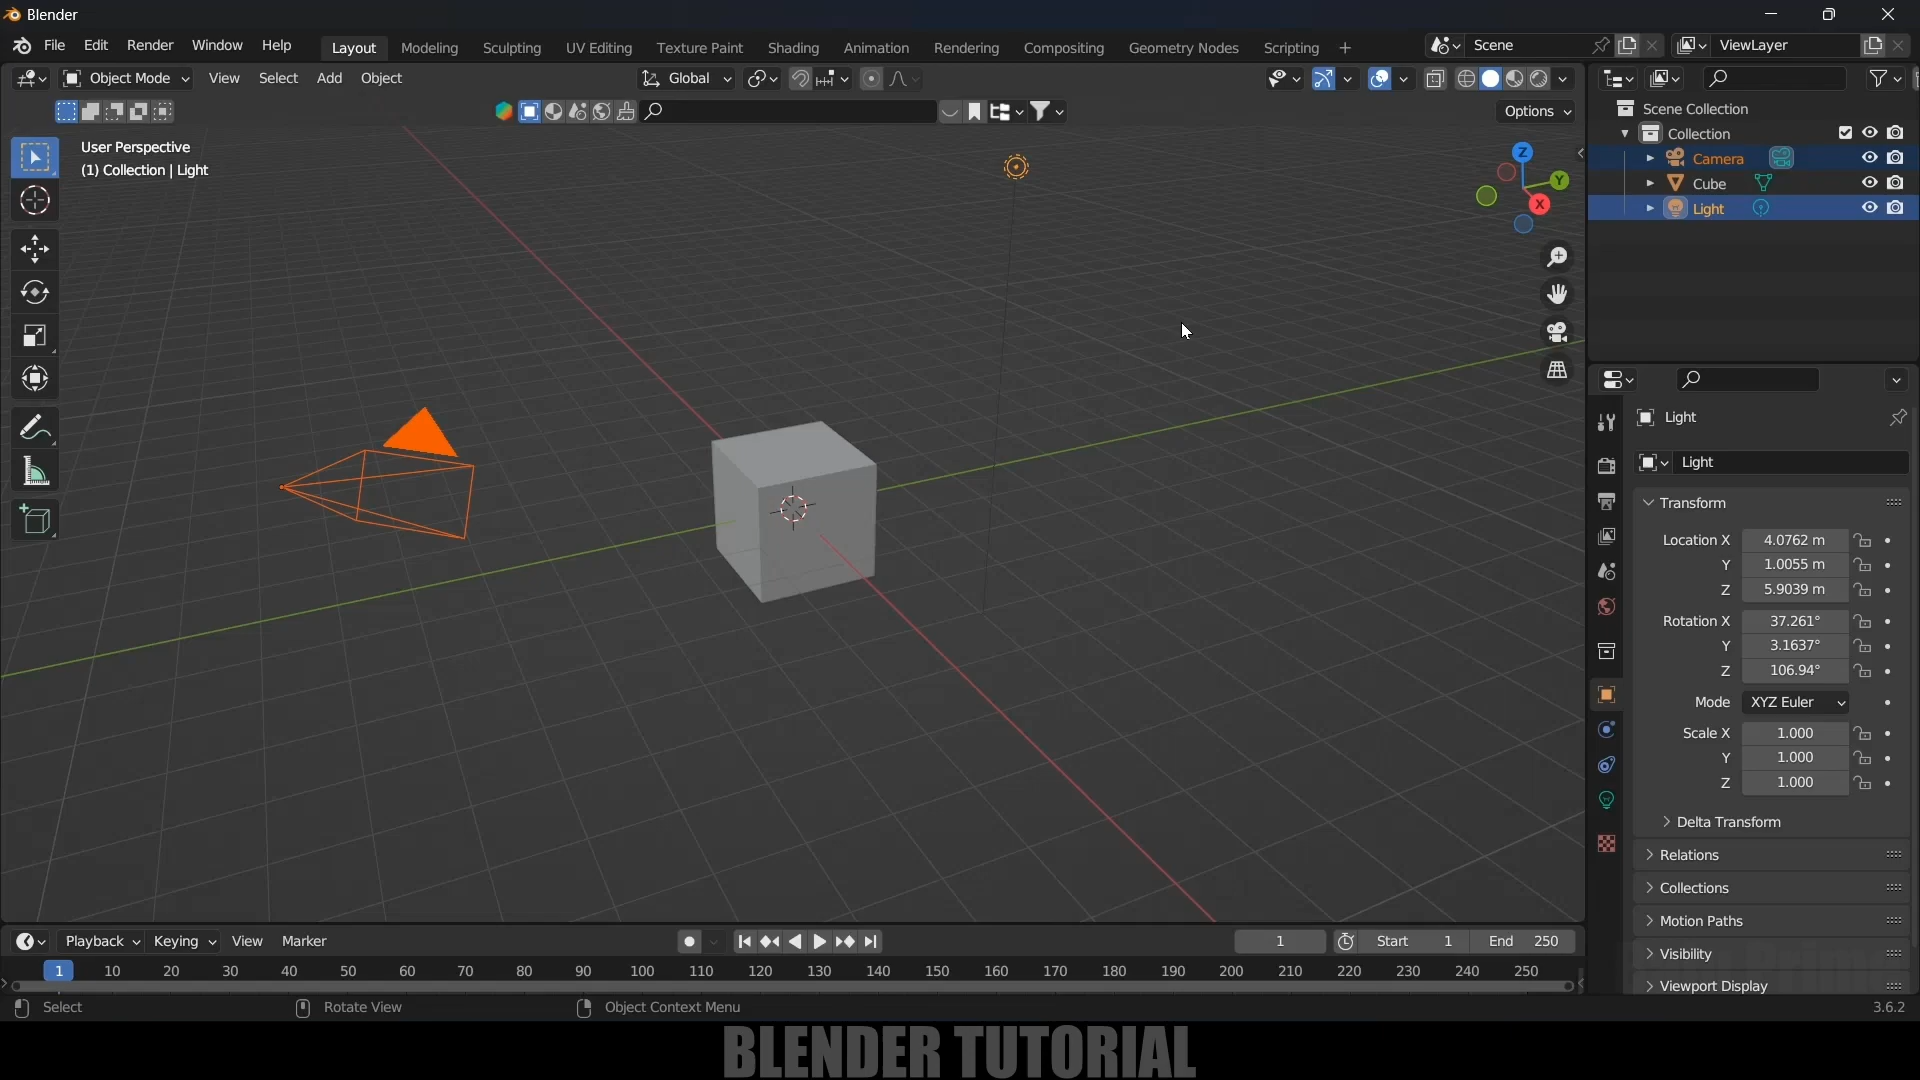 Blender
File Edit Render Window Help Layout Modeling Sculpting UV Editing Texture Paint Shading Animation Rendering Compositing Geometry Nodes Scripting + Scene ViewLayer
Object Mode View Select Add Object Global
Options
User Perspective
(1) Collection | Light
Z
Y
X
Scene Collection
Collection
Camera
Cube
Light
Light
Light
Transform
Location X 4.0762 m
Y 1.0055 m
Z 5.9039 m
Rotation X 37.261°
Y 3.1637°
Z 106.94°
Mode XYZ Euler
Scale X 1.000
Y 1.000
Z 1.000
Delta Transform
Relations
Collections
Motion Paths
Visibility
Viewport Display
Playback Keying View Marker 1 Start 1 End 250
1 10 20 30 40 50 60 70 80 90 100 110 120 130 140 150 160 170 180 190 200 210 220 230 240 250
Select Rotate View Object Context Menu 3.6.2
BLENDER TUTORIAL